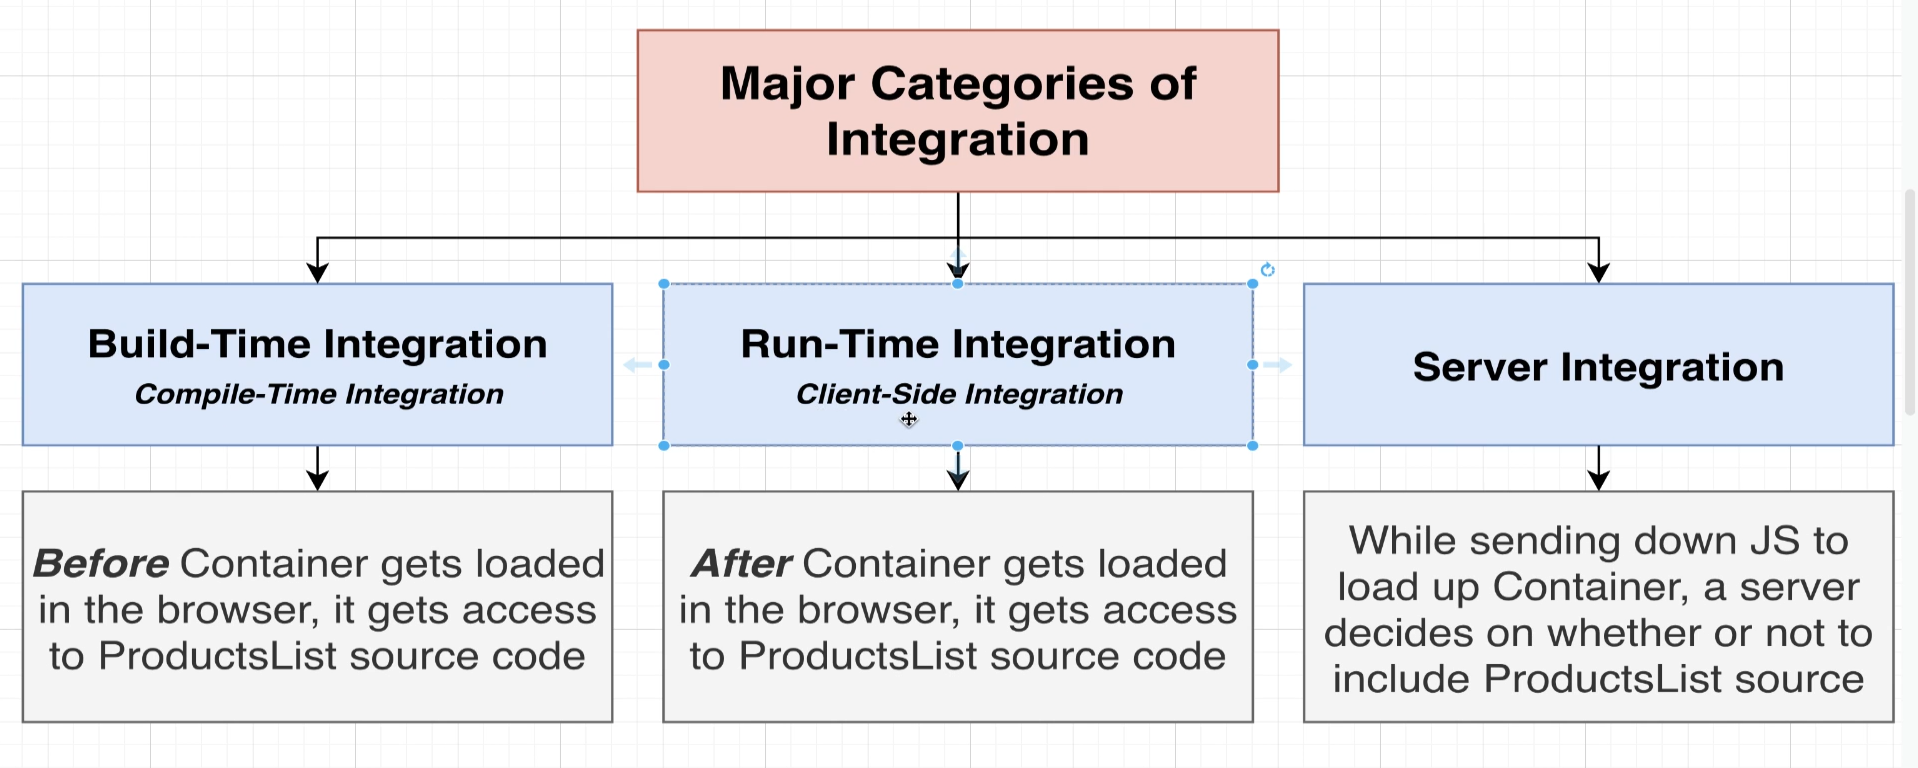 Major Categories of
Integration
Build-Time Integration
Compile-Time Integration
Run-Time Integration
Client-Side Integration
Server Integration
Before Container gets loaded
in the browser, it gets access
to ProductsList source code
After Container gets loaded
in the browser, it gets access
to ProductsList source code
While sending down JS to
load up Container, a server
decides on whether or not to
include ProductsList source